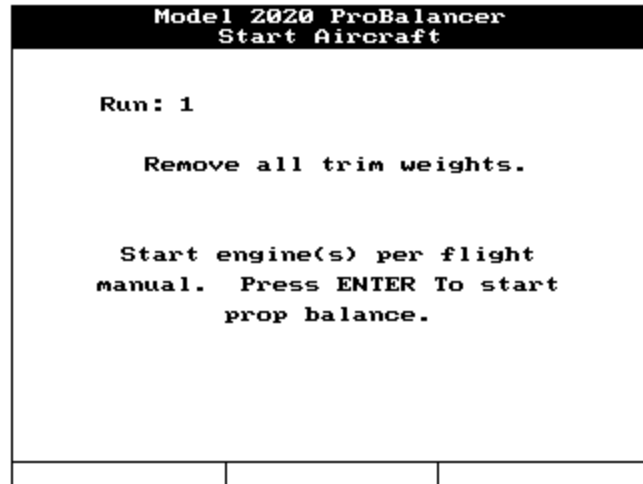 Model 2020 ProBalancer
Start Aircraft
Run: 1
Remove all trim weights.
Start engine(s) per flight
manual. Press ENTER To start
prop balance.